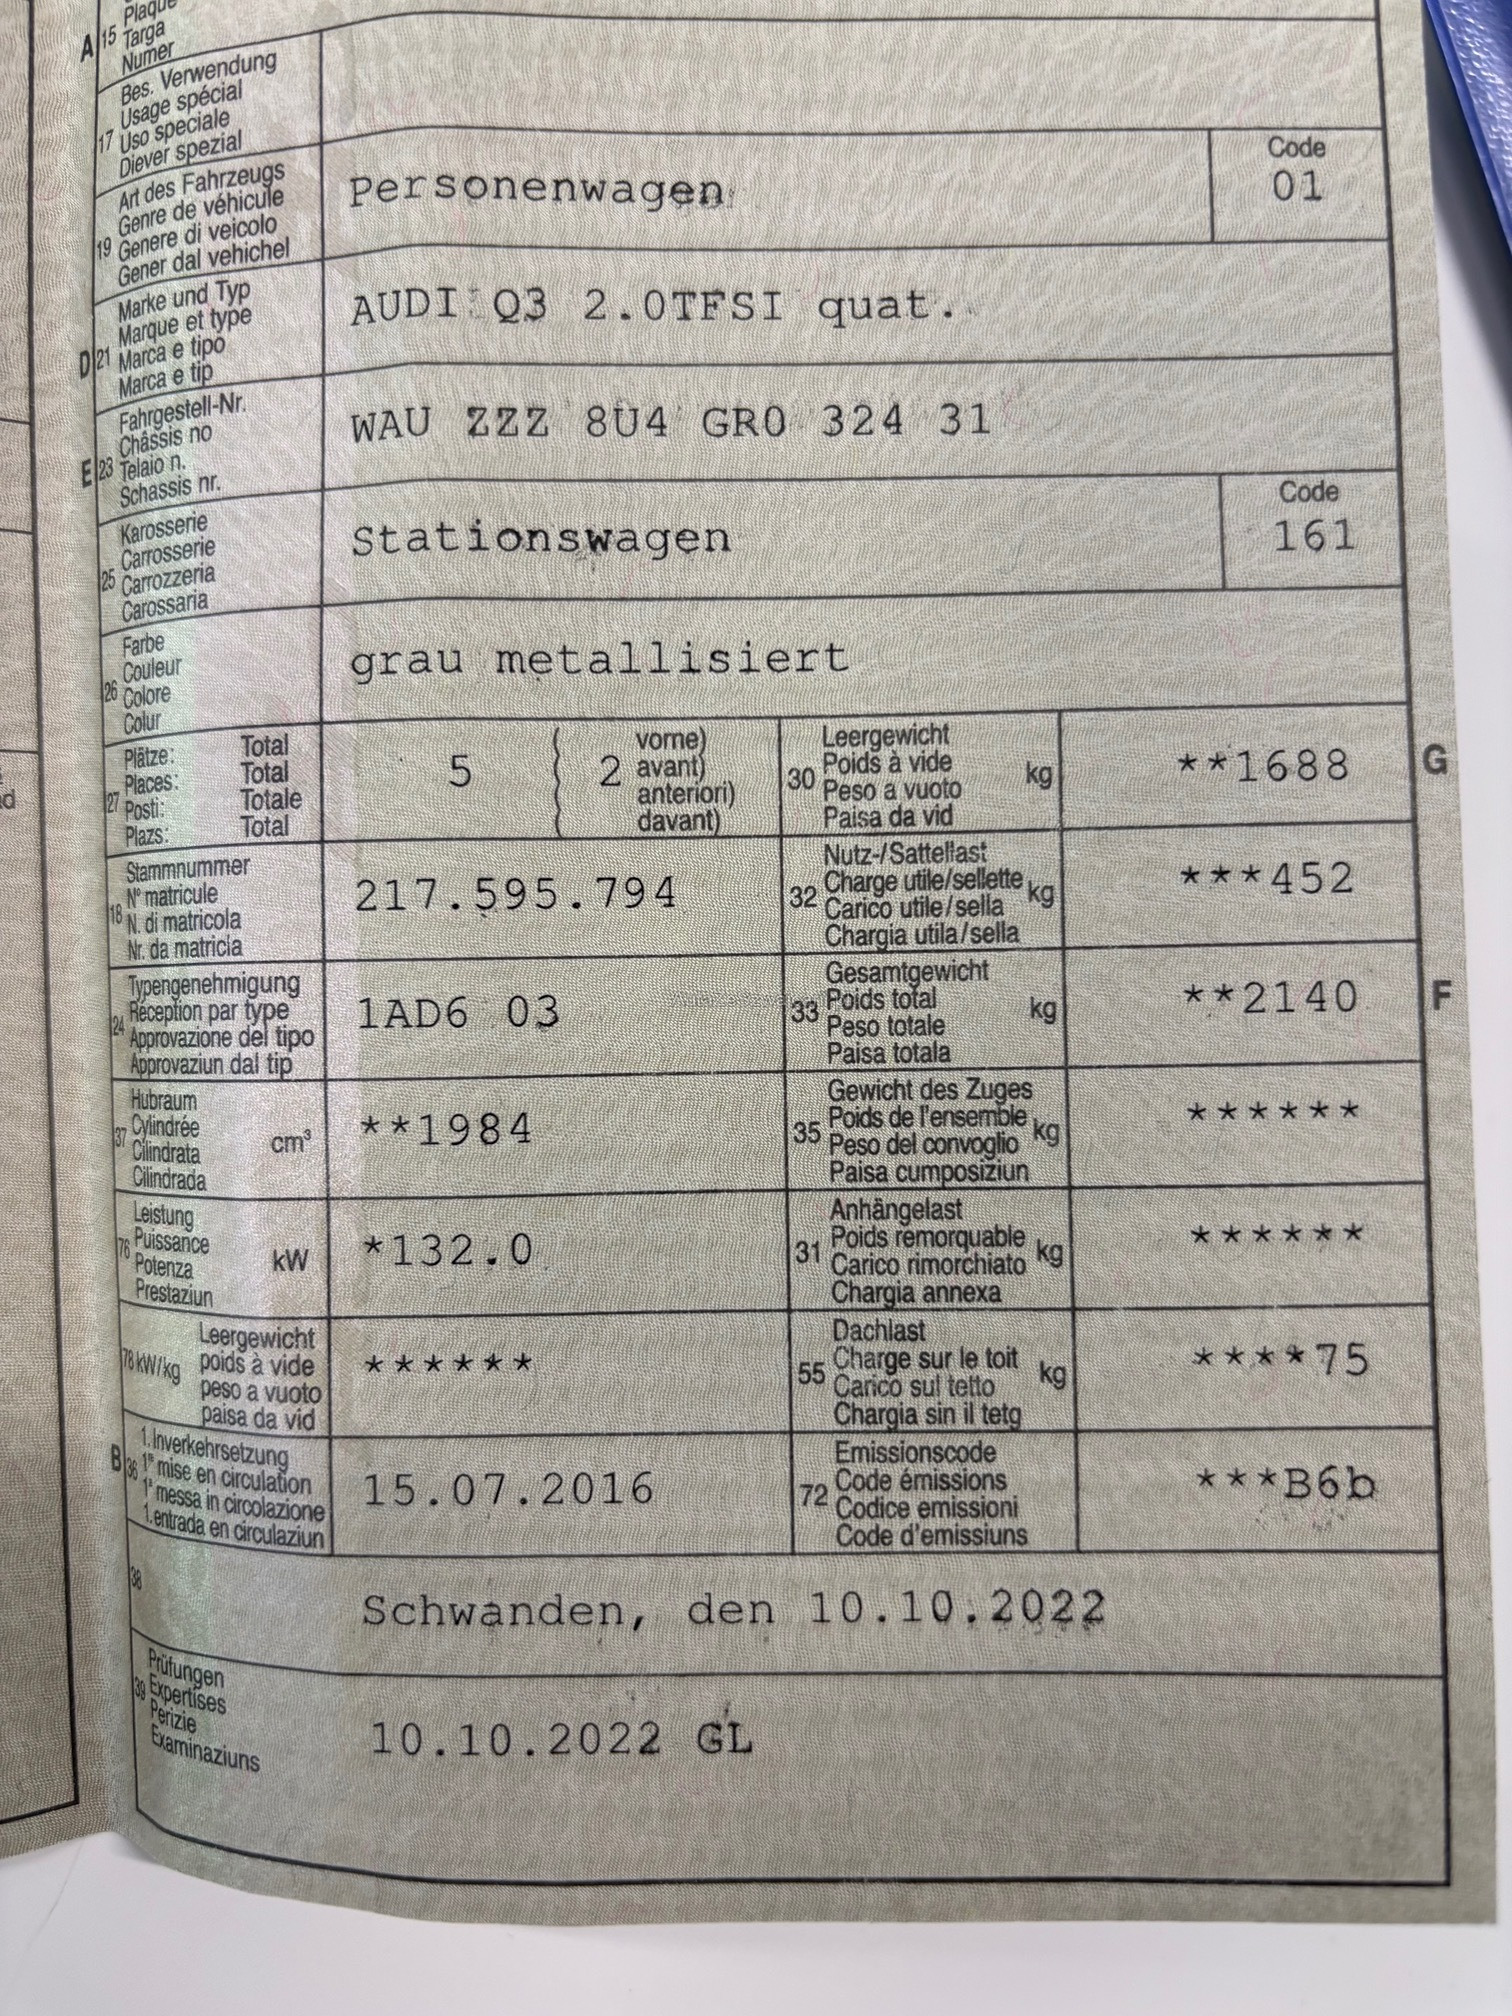 Plaque
A 15 Targa
Numer
Bes. Verwendung
Usage spécial
17 Uso speciale
Diever spezial
Art des Fahrzeugs
Genre de véhicule
19 Genere di veicolo
Gener dal vehichel
Personenwagen
Code
01
Marke und Typ
Marque et type
D 21 Marca e tipo
Marca e tip
AUDI Q3 2.0TFSI quat.
Fahrgestell-Nr.
Châssis no
E 23 Telaio n.
Schassis nr.
WAU ZZZ 8U4 GR0 324 31
Karosserie
Carrosserie
25 Carrozzeria
Carossaria
Stationswagen
Code
161
Farbe
Couleur
26 Colore
Colur
grau metallisiert
Plätze: Total
Places: Total
27 Posti: Totale
Plazs: Total
5 { 2 vorne)
avant)
anteriori)
davant)
Leergewicht
30 Poids à vide kg
Peso a vuoto
Paisa da vid
**1688 G
Stammnummer
N° matricule
18 N. di matricola
Nr. da matricla
217.595.794
Nutz-/Sattellast
32 Charge utile/sellette kg
Carico utile/sella
Chargia utila/sella
***452
Typengenehmigung
24 Réception par type
Approvazione del tipo
Approvaziun dal tip
1AD6 03
Gesamtgewicht
33 Poids total kg
Peso totale
Paisa totala
**2140 F
Hubraum
37 Cylindrée cm³
Cilindrata
Cilindrada
**1984
Gewicht des Zuges
35 Poids de l'ensemble kg
Peso del convoglio
Paisa cumposiziun
******
Leistung
76 Puissance kW
Potenza
Prestaziun
*132.0
Anhängelast
31 Poids remorquable kg
Carico rimorchiato
Chargia annexa
******
Leergewicht
78 kW/kg poids à vide
peso a vuoto
paisa da vid
******
Dachlast
55 Charge sur le toit kg
Carico sul tetto
Chargia sin il tetg
****75
1. Inverkehrsetzung
B 36 1re mise en circulation
1a messa in circolazione
1. entrada en circulaziun
15.07.2016
Emissionscode
72 Code émissions
Codice emissioni
Code d'emissiuns
***B6b
38
Schwanden, den 10.10.2022
Prüfungen
39 Expertises
Perizie
Examinaziuns
10.10.2022 GL